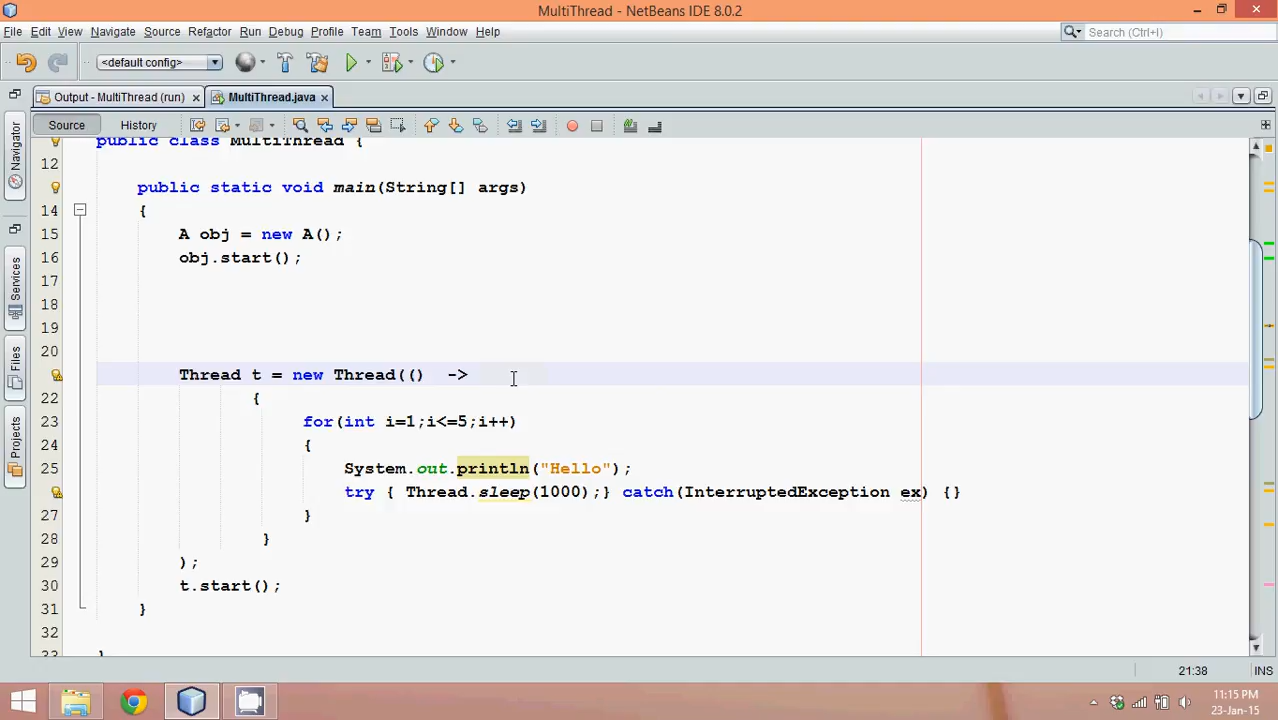 MultiThread - NetBeans IDE 8.0.2
File Edit View Navigate Source Refactor Run Debug Profile Team Tools Window Help
Search (Ctrl+I)
<default config>
Output - MultiThread (run) MultiThread.java
Source History
Navigator
Services
Files
Projects
public class MultiThread {
12
public static void main(String[] args)
14 {
15 A obj = new A();
16 obj.start();
17
18
19
20
Thread t = new Thread(() ->
22 {
23 for(int i=1;i<=5;i++)
24 {
25 System.out.println("Hello");
try { Thread.sleep(1000);} catch(InterruptedException ex) {}
27 }
28 }
29 );
30 t.start();
31 }
32
33 }
21:38 INS
11:15 PM
23-Jan-15